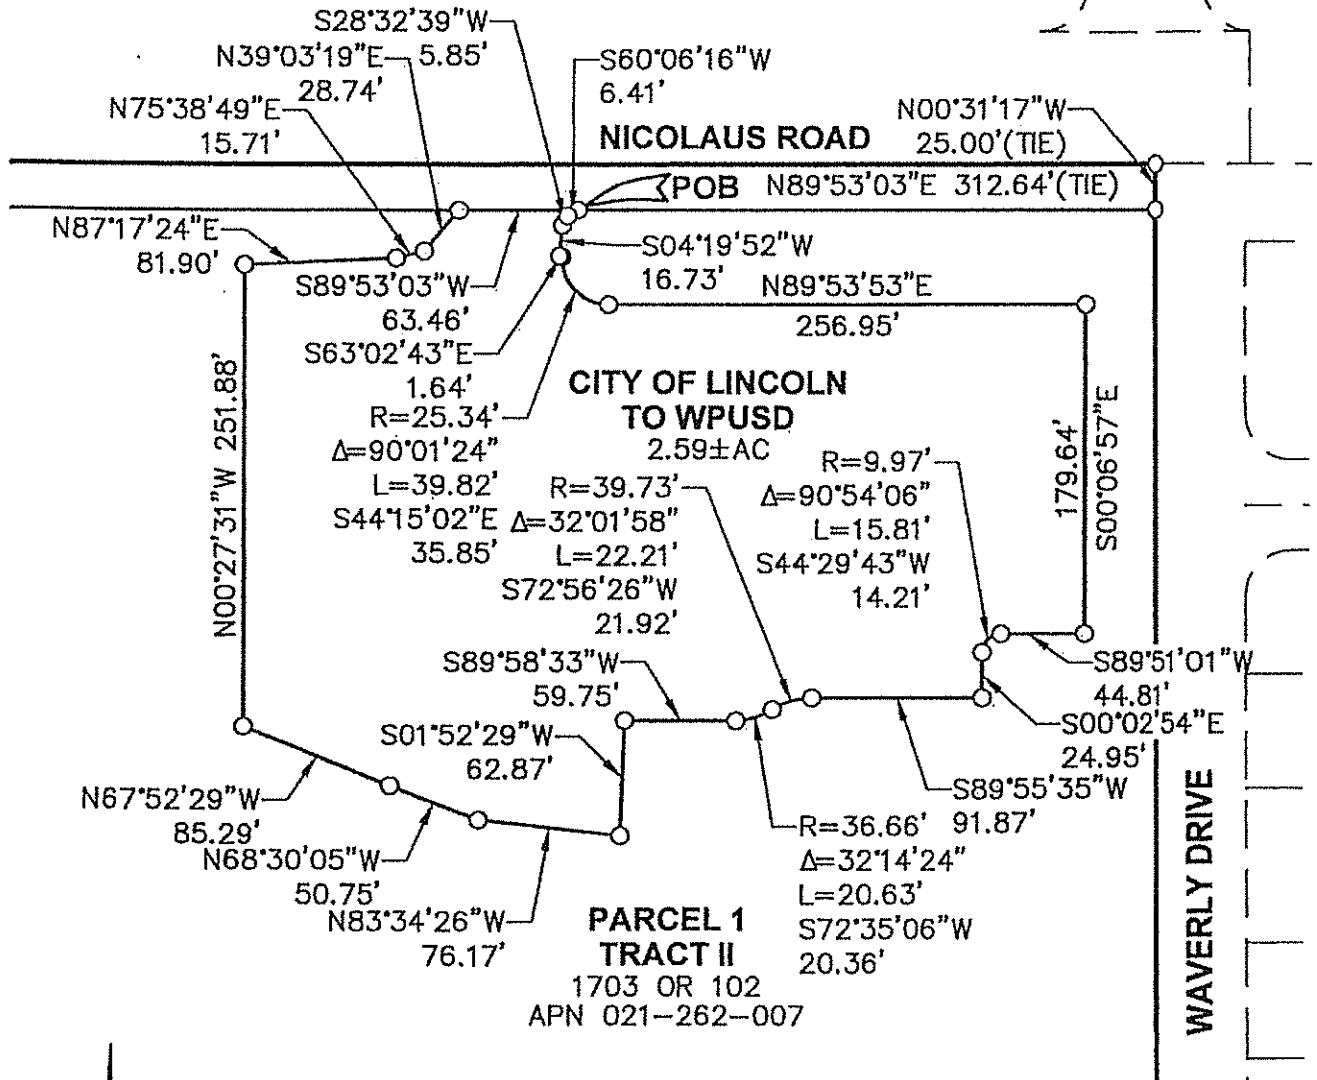 S28°32'39"W
5.85'
N39°03'19"E
28.74'
N75°38'49"E
15.71'
S60°06'16"W
6.41'
NICOLAUS ROAD
N00°31'17"W
25.00'(TIE)
POB
N89°53'03"E 312.64'(TIE)
N87°17'24"E
81.90'
S89°53'03"W
63.46'
S04°19'52"W
16.73'
N89°53'53"E
256.95'
S63°02'43"E
1.64'
R=25.34'
Δ=90°01'24"
L=39.82'
S44°15'02"E
35.85'
CITY OF LINCOLN
TO WPUSD
2.59±AC
N00°27'31"W 251.88'
179.64'
S00°06'57"E
R=39.73'
Δ=32°01'58"
L=22.21'
S72°56'26"W
21.92'
R=9.97'
Δ=90°54'06"
L=15.81'
S44°29'43"W
14.21'
S89°58'33"W
59.75'
S89°51'01"W
44.81'
S00°02'54"E
24.95'
S01°52'29"W
62.87'
S89°55'35"W
91.87'
N67°52'29"W
85.29'
N68°30'05"W
50.75'
N83°34'26"W
76.17'
R=36.66'
Δ=32°14'24"
L=20.63'
S72°35'06"W
20.36'
PARCEL 1
TRACT II
1703 OR 102
APN 021-262-007
WAVERLY DRIVE